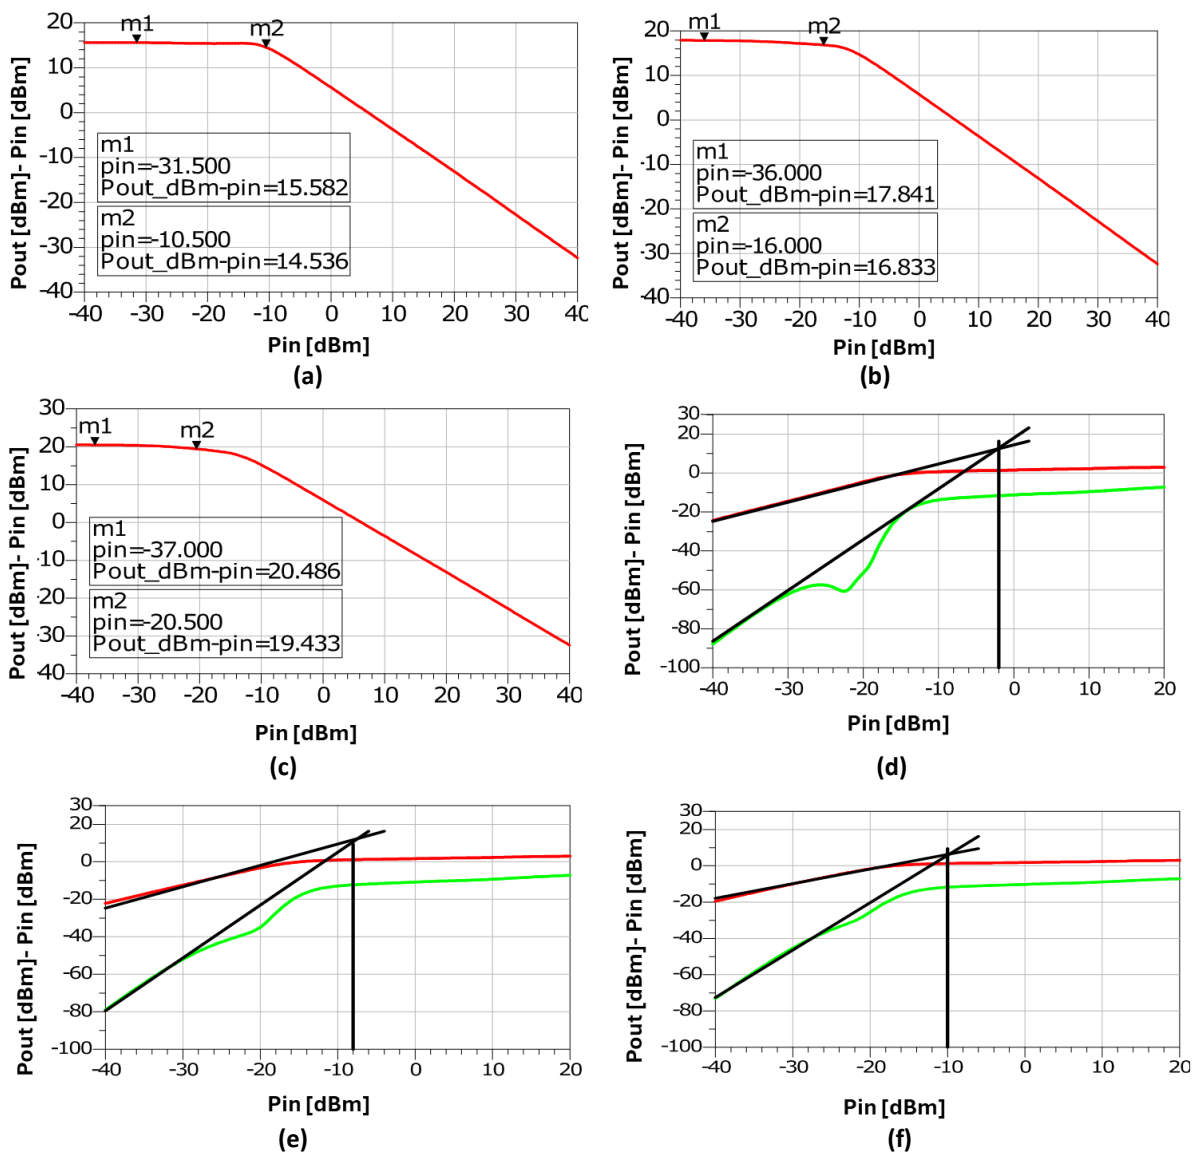 20
10
0
-10
-20
-30
-40
Pout [dBm]- Pin [dBm]
m1
m2
m1
pin=-31.500
Pout_dBm-pin=15.582
m2
pin=-10.500
Pout_dBm-pin=14.536
-40 -30 -20 -10 0 10 20 30 40
Pin [dBm]
(a)
20
10
0
-10
-20
-30
-40
Pout [dBm]- Pin [dBm]
m1
m2
m1
pin=-36.000
Pout_dBm-pin=17.841
m2
pin=-16.000
Pout_dBm-pin=16.833
-40 -30 -20 -10 0 10 20 30 40
Pin [dBm]
(b)
30
20
10
0
-10
-20
-30
-40
Pout [dBm]- Pin [dBm]
m1
m2
m1
pin=-37.000
Pout_dBm-pin=20.486
m2
pin=-20.500
Pout_dBm-pin=19.433
-40 -30 -20 -10 0 10 20 30 40
Pin [dBm]
(c)
30
20
0
-20
-40
-60
-80
-100
Pout [dBm]- Pin [dBm]
-40 -30 -20 -10 0 10 20
Pin [dBm]
(d)
30
20
0
-20
-40
-60
-80
-100
Pout [dBm]- Pin [dBm]
-40 -30 -20 -10 0 10 20
Pin [dBm]
(e)
30
20
0
-20
-40
-60
-80
-100
Pout [dBm]- Pin [dBm]
-40 -30 -20 -10 0 10 20
Pin [dBm]
(f)